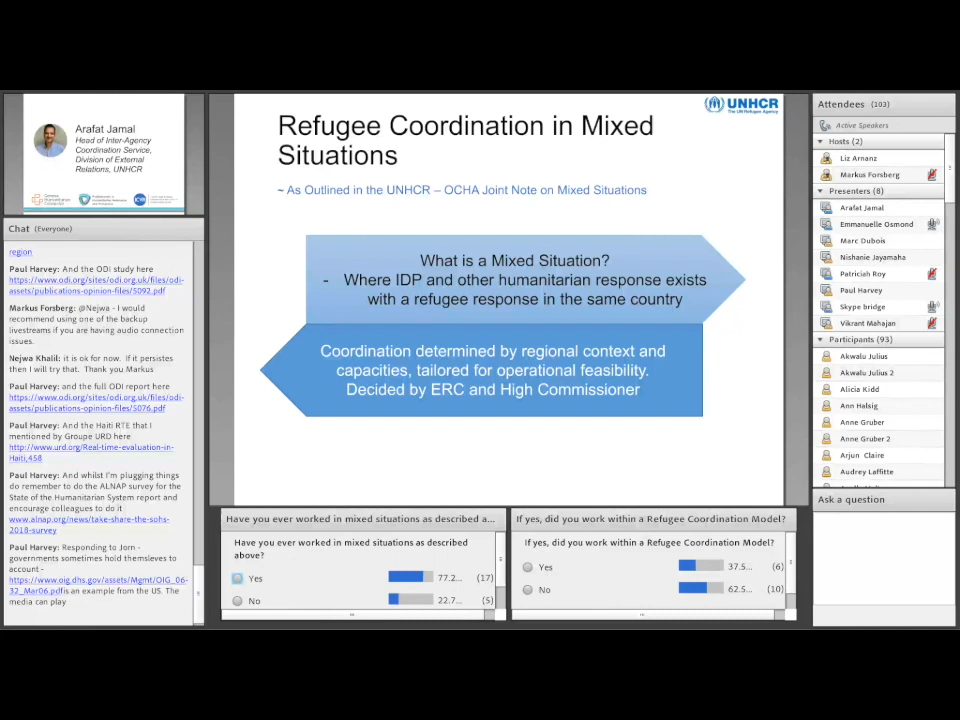 Arafat Jamal
Head of Inter-Agency
Coordination Service,
Division of External
Relations, UNHCR
Chat (Everyone)
region
Paul Harvey: And the ODI study here
https://www.odi.org/sites/odi.org.uk/files/odi-
assets/publications-opinion-files/5092.pdf
Markus Forsberg: @Nejwa - I would
recommend using one of the backup
livestreams if you are having audio connection
issues.
Nejwa Khalil: it is ok for now. If it persistes
then I will try that. Thank you Markus
Paul Harvey: and the full ODI report here
https://www.odi.org/sites/odi.org.uk/files/odi-
assets/publications-opinion-files/5076.pdf
Paul Harvey: And the Haiti RTE that I
mentioned by Groupe URD here
http://www.urd.org/Real-time-evaluation-in-
Haiti,458
Paul Harvey: And whilst I'm plugging things
do remember to do the ALNAP survey for the
State of the Humanitarian System report and
encourage colleagues to do it
www.alnap.org/news/take-share-the-sohs-
2018-survey
Paul Harvey: Responding to Jorn -
governments sometimes hold themsleves to
account -
https://www.oig.dhs.gov/assets/Mgmt/OIG_06-
32_Mar06.pdfis an example from the US. The
media can play
UNHCR
The UN Refugee Agency
Refugee Coordination in Mixed
Situations
~ As Outlined in the UNHCR – OCHA Joint Note on Mixed Situations
What is a Mixed Situation?
- Where IDP and other humanitarian response exists
with a refugee response in the same country
Coordination determined by regional context and
capacities, tailored for operational feasibility.
Decided by ERC and High Commissioner
Have you ever worked in mixed situations as described a...
Have you ever worked in mixed situations as described
above?
Yes 77.2... (17)
No 22.7... (5)
If yes, did you work within a Refugee Coordination Model?
If yes, did you work within a Refugee Coordination Model?
Yes 37.5... (6)
No 62.5... (10)
Attendees (103)
Active Speakers
Hosts (2)
Liz Arnanz
Markus Forsberg
Presenters (8)
Arafat Jamal
Emmanuelle Osmond
Marc Dubois
Nishanie Jayamaha
Patriciah Roy
Paul Harvey
Skype bridge
Vikrant Mahajan
Participants (93)
Akwalu Julius
Akwalu Julius 2
Alicia Kidd
Ann Halsig
Anne Gruber
Anne Gruber 2
Arjun Claire
Audrey Laffitte
Ask a question